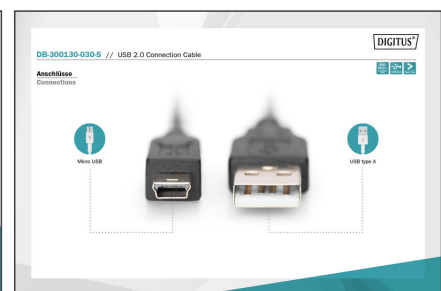 DIGITUS®
DB-300130-030-S // USB 2.0 Connection Cable
Anschlüsse
Connections
Micro USB
USB type A